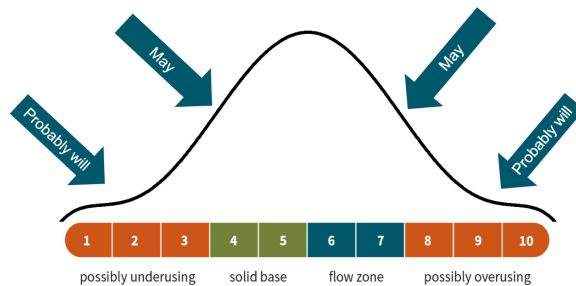 May
May
Probably will
Probably will
1 2 3 4 5 6 7 8 9 10
possibly underusing solid base flow zone possibly overusing